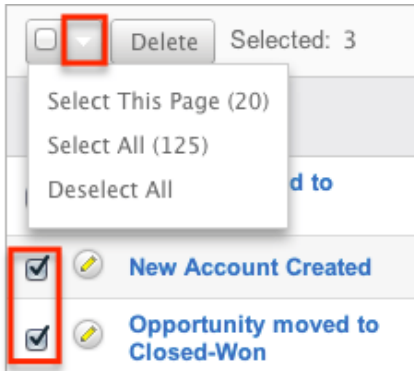 Delete Selected: 3
Select This Page (20)
Select All (125)
Deselect All
d to
New Account Created
Opportunity moved to
Closed-Won